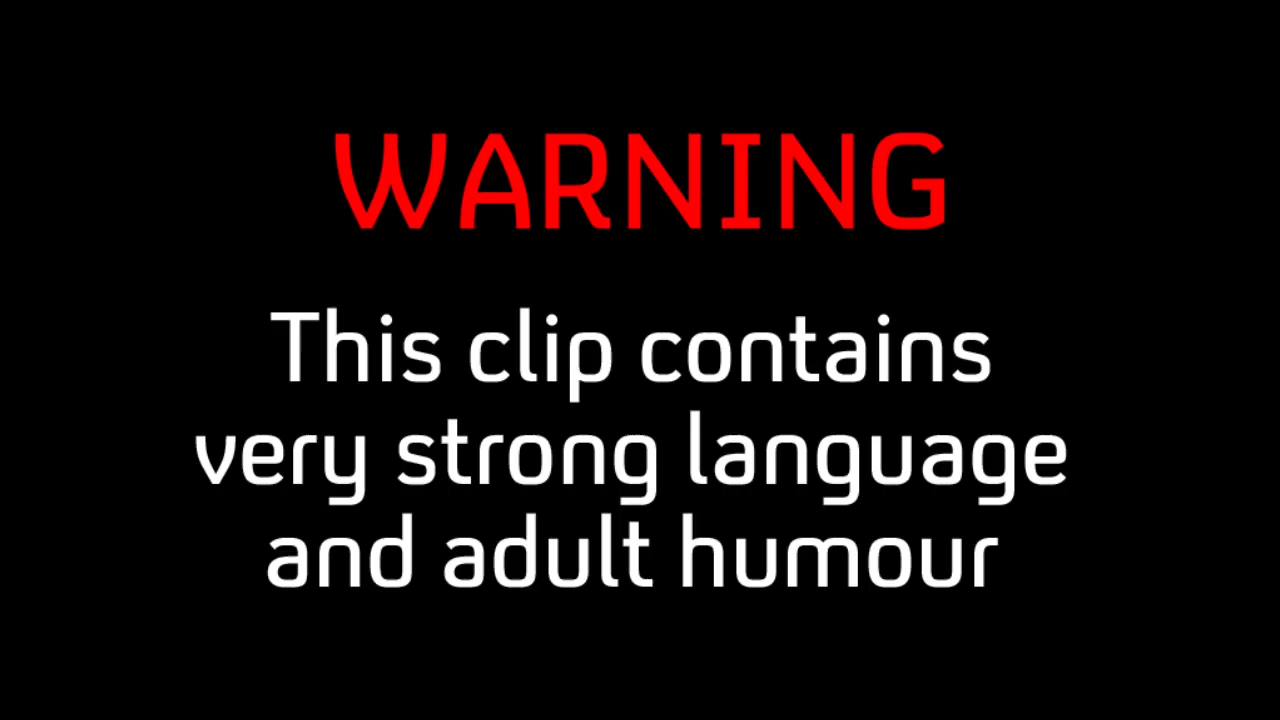 WARNING
This clip contains
very strong language
and adult humour